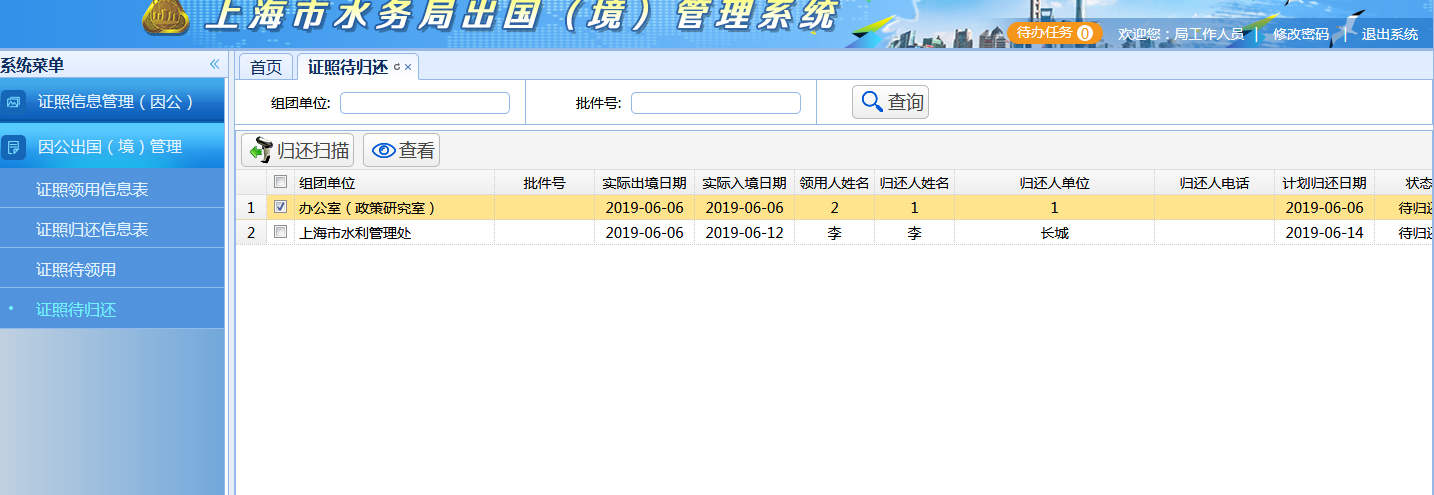 上海市水务局出国（境）管理系统
待办任务 0 欢迎您：局工作人员 | 修改密码 | 退出系统
系统菜单
首页 证照待归还
证照信息管理（因公）
因公出国（境）管理
证照领用信息表
证照归还信息表
证照待领用
证照待归还
组团单位: 批件号: 查询
归还扫描 查看
组团单位 批件号 实际出境日期 实际入境日期 领用人姓名 归还人姓名 归还人单位 归还人电话 计划归还日期 状态
1 办公室（政策研究室） 2019-06-06 2019-06-06 2 1 1 2019-06-06 待归还
2 上海市水利管理处 2019-06-06 2019-06-12 李 李 长城 2019-06-14 待归还